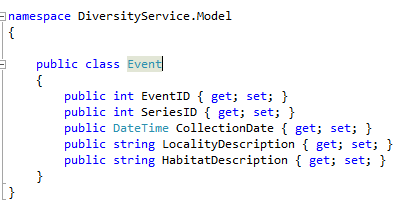 namespace DiversityService.Model
{
public class Event
{
public int EventID { get; set; }
public int SeriesID { get; set; }
public DateTime CollectionDate { get; set; }
public string LocalityDescription { get; set; }
public string HabitatDescription { get; set; }
}
}